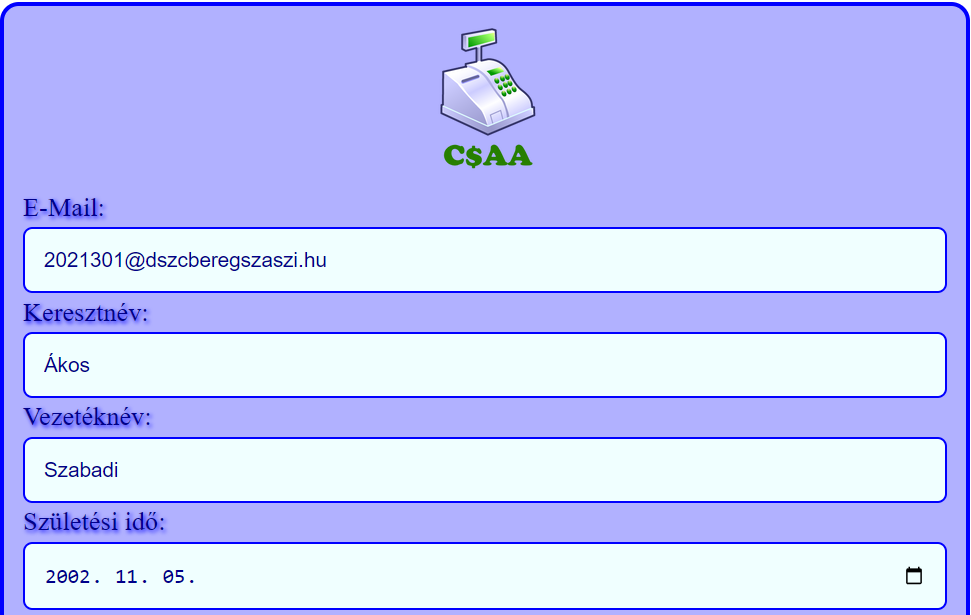 C$AA
E-Mail:
2021301@dszcberegszaszi.hu
Keresztnév:
Ákos
Vezetéknév:
Szabadi
Születési idő:
2002. 11. 05.